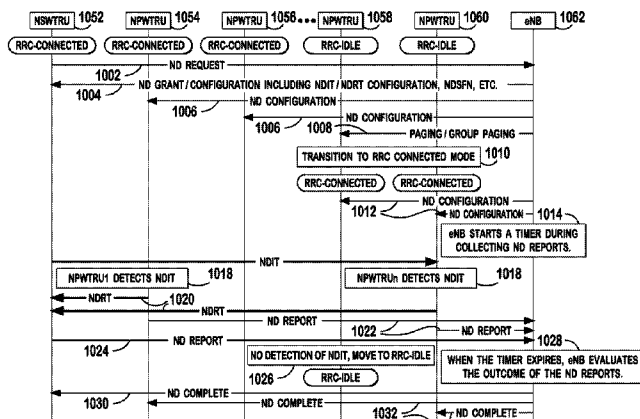 NSWTRU 1052 NPWTRU 1054 NPWTRU 1056 ••• NPWTRU 1058 NPWTRU 1060 eNB 1062
RRC-CONNECTED RRC-CONNECTED RRC-CONNECTED RRC-IDLE RRC-IDLE
ND REQUEST
1002
ND GRANT / CONFIGURATION INCLUDING NDIT / NDRT CONFIGURATION, NDSFN, ETC.
1004
ND CONFIGURATION
1006
ND CONFIGURATION
1006 1008
PAGING / GROUP PAGING
TRANSITION TO RRC CONNECTED MODE 1010
RRC-CONNECTED RRC-CONNECTED
ND CONFIGURATION
1012 ND CONFIGURATION 1014
eNB STARTS A TIMER DURING
COLLECTING ND REPORTS.
NDIT
NPWTRU1 DETECTS NDIT 1018 NPWTRUn DETECTS NDIT 1018
NDRT 1020
NDRT
ND REPORT
1022 ND REPORT
1024 ND REPORT 1028
NO DETECTION OF NDIT, MOVE TO RRC-IDLE
1026 RRC-IDLE
WHEN THE TIMER EXPIRES, eNB EVALUATES
THE OUTCOME OF THE ND REPORTS.
ND COMPLETE
1030 ND COMPLETE
1032 ND COMPLETE